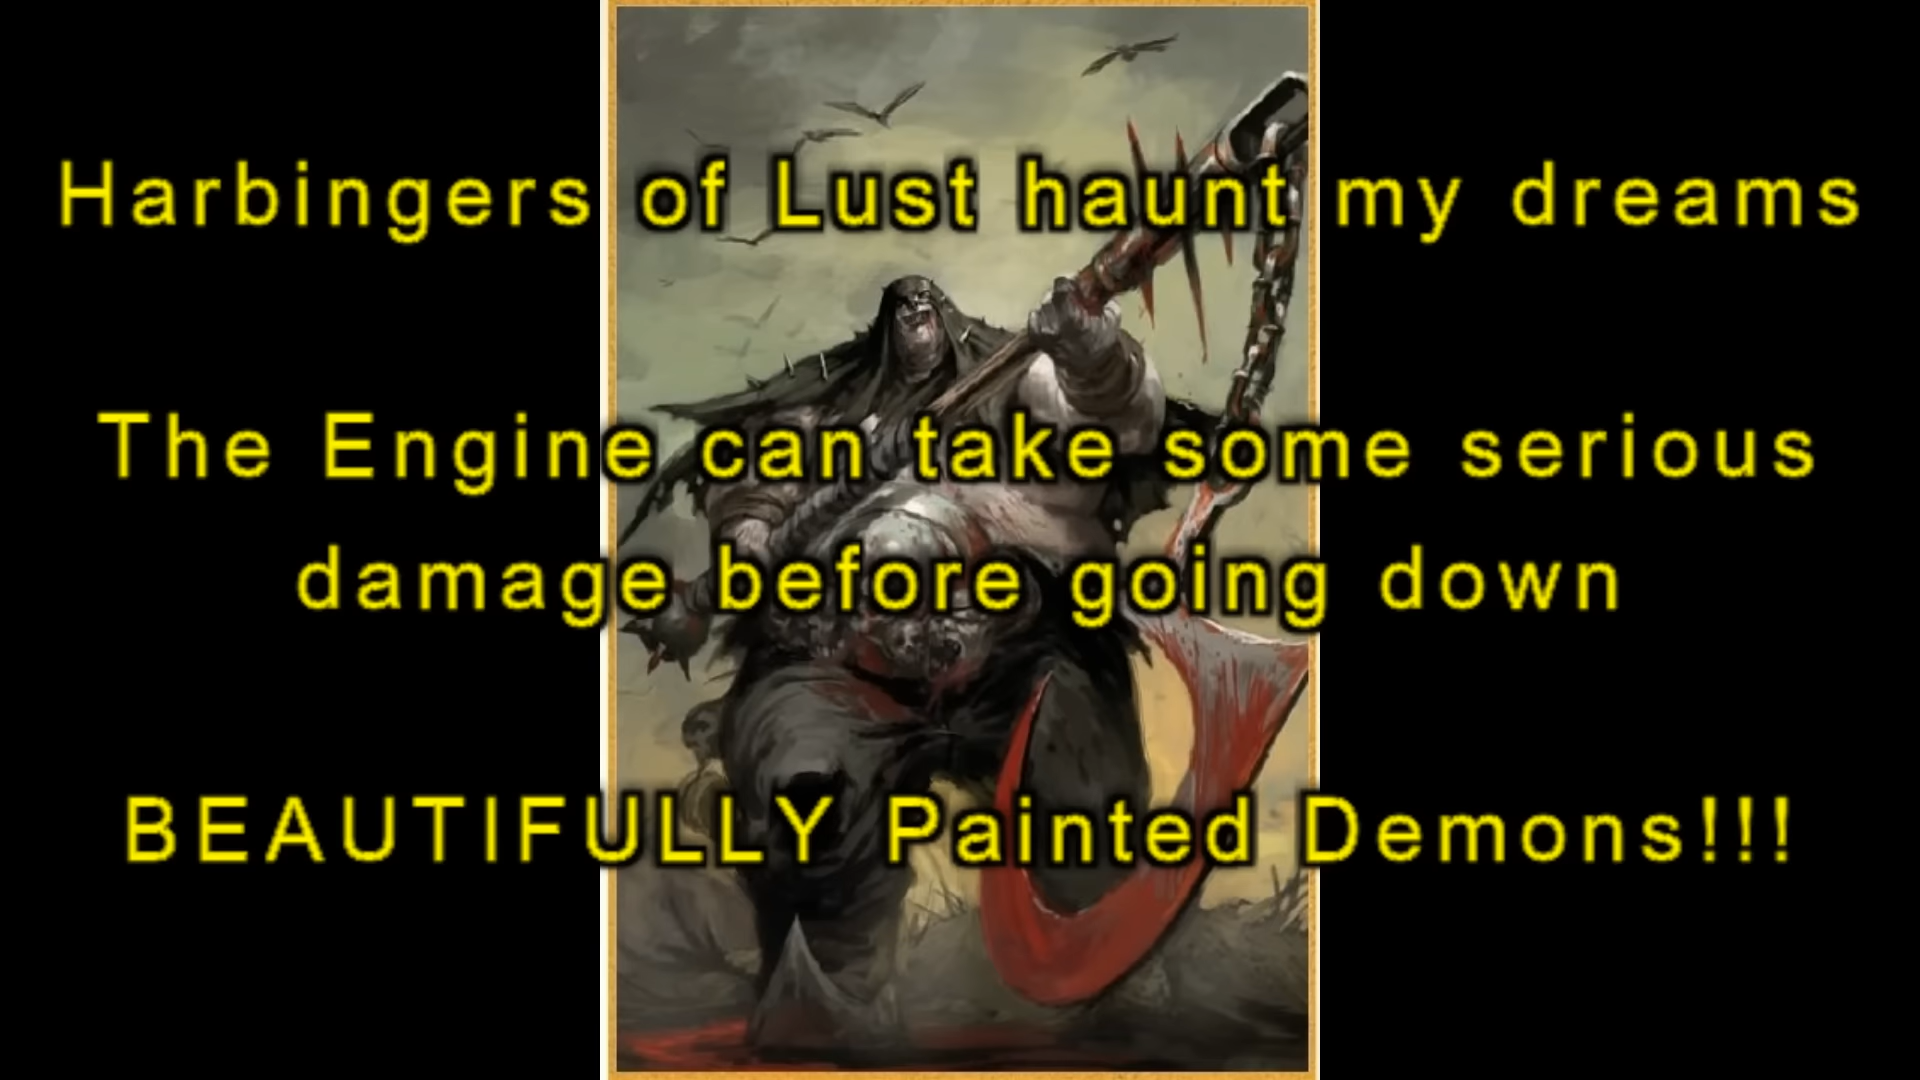 Harbingers of Lust haunt my dreams
The Engine can take some serious
damage before going down
BEAUTIFULLY Painted Demons!!!